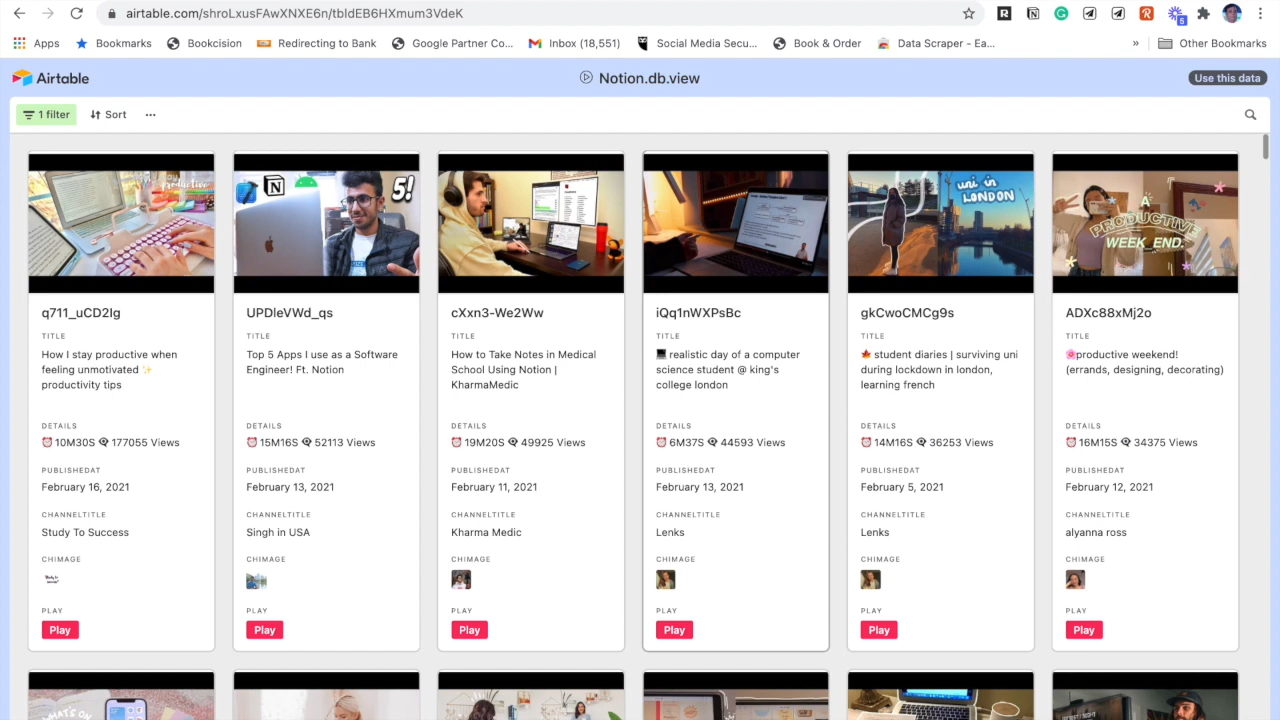 airtable.com/shroLxusFAwXNXE6n/tbldEB6HXmum3VdeK
5
Apps Bookmarks Bookcision Redirecting to Bank Google Partner Co... Inbox (18,551) Social Media Secu... Book & Order Data Scraper - Ea... » Other Bookmarks
Airtable
Notion.db.view
Use this data
1 filter Sort ...
productive
q711_uCD2Ig
TITLE
How I stay productive when
feeling unmotivated ✨
productivity tips
DETAILS
⏰ 10M30S 👁‍🗨 177055 Views
PUBLISHEDAT
February 16, 2021
CHANNELTITLE
Study To Success
CHIMAGE
PLAY
Play
N
5!
UPDleVWd_qs
TITLE
Top 5 Apps I use as a Software
Engineer! Ft. Notion
DETAILS
⏰ 15M16S 👁‍🗨 52113 Views
PUBLISHEDAT
February 13, 2021
CHANNELTITLE
Singh in USA
CHIMAGE
PLAY
Play
cXxn3-We2Ww
TITLE
How to Take Notes in Medical
School Using Notion |
KharmaMedic
DETAILS
⏰ 19M20S 👁‍🗨 49925 Views
PUBLISHEDAT
February 11, 2021
CHANNELTITLE
Kharma Medic
CHIMAGE
PLAY
Play
iQq1nWXPsBc
TITLE
💻 realistic day of a computer
science student @ king's
college london
DETAILS
⏰ 6M37S 👁‍🗨 44593 Views
PUBLISHEDAT
February 13, 2021
CHANNELTITLE
Lenks
CHIMAGE
PLAY
Play
uni in
LONDON
gkCwoCMCg9s
TITLE
🍁 student diaries | surviving uni
during lockdown in london,
learning french
DETAILS
⏰ 14M16S 👁‍🗨 36253 Views
PUBLISHEDAT
February 5, 2021
CHANNELTITLE
Lenks
CHIMAGE
PLAY
Play
A
PRODUCTIVE
WEEK_END.
ADXc88xMj2o
TITLE
🌸productive weekend!
(errands, designing, decorating)
DETAILS
⏰ 16M15S 👁‍🗨 34375 Views
PUBLISHEDAT
February 12, 2021
CHANNELTITLE
alyanna ross
CHIMAGE
PLAY
Play
WHAT'S ON